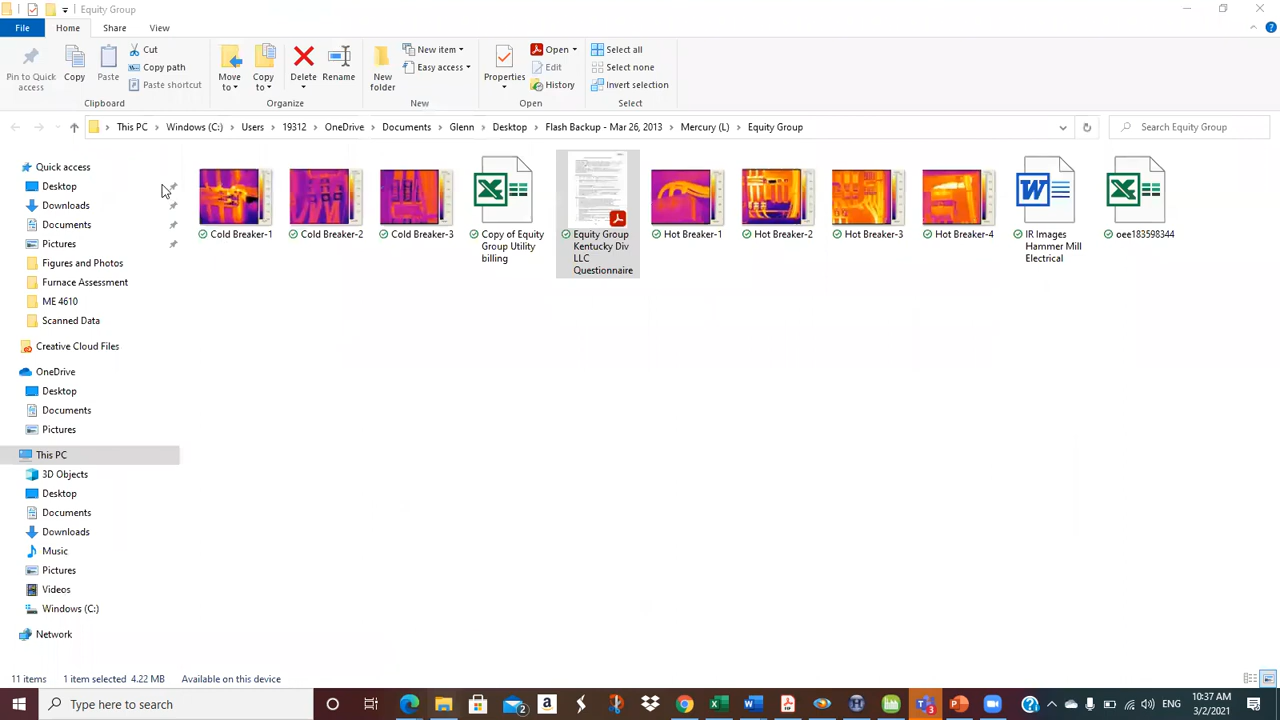 Equity Group
File Home Share View
Pin to Quick access
Copy
Paste
Cut
Copy path
Paste shortcut
Move to
Copy to
Delete
Rename
New folder
New item
Easy access
Properties
Open
Edit
History
Select all
Select none
Invert selection
Clipboard Organize New Open Select
This PC > Windows (C:) > Users > 19312 > OneDrive > Documents > Glenn > Desktop > Flash Backup - Mar 26, 2013 > Mercury (L) > Equity Group
Search Equity Group
Quick access
Desktop
Downloads
Documents
Pictures
Figures and Photos
Furnace Assessment
ME 4610
Scanned Data
Creative Cloud Files
OneDrive
Desktop
Documents
Pictures
This PC
3D Objects
Desktop
Documents
Downloads
Music
Pictures
Videos
Windows (C:)
Network
Cold Breaker-1
Cold Breaker-2
Cold Breaker-3
Copy of Equity
Group Utility
billing
Equity Group
Kentucky Div
LLC
Questionnaire
Hot Breaker-1
Hot Breaker-2
Hot Breaker-3
Hot Breaker-4
IR Images
Hammer Mill
Electrical
oee183598344
11 items 1 item selected 4.22 MB Available on this device
Type here to search
ENG
10:37 AM
3/2/2021